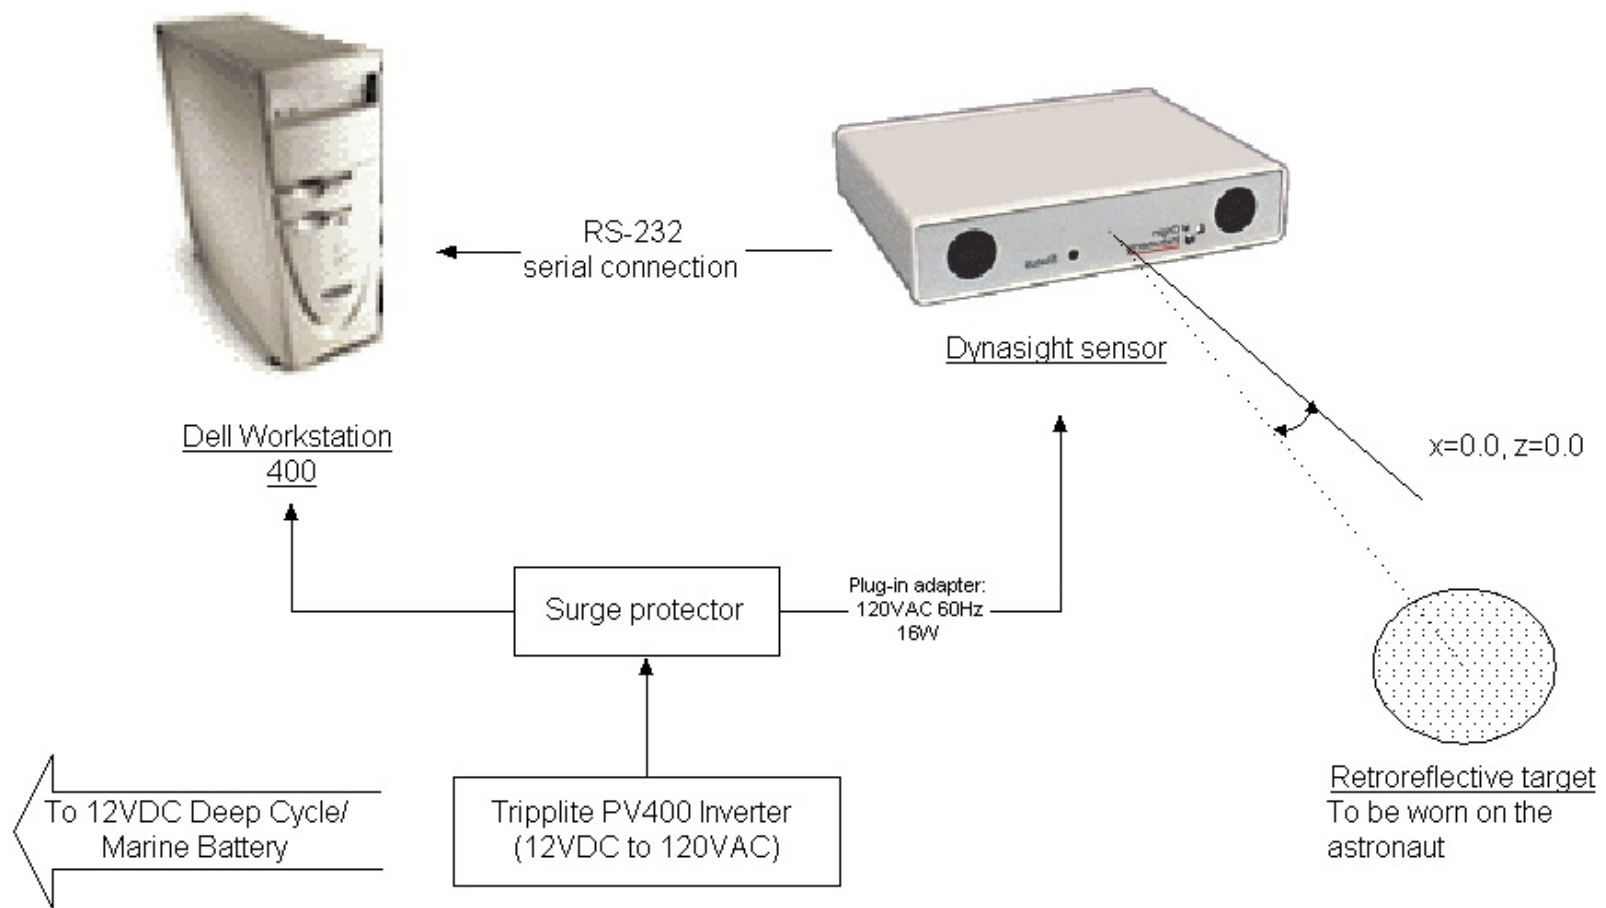 RS-232
serial connection
Dynasight sensor
Dell Workstation
400
x=0.0, z=0.0
Surge protector
Plug-in adapter:
120VAC 60Hz
16W
To 12VDC Deep Cycle/
Marine Battery
Tripplite PV400 Inverter
(12VDC to 120VAC)
Retroreflective target
To be worn on the
astronaut